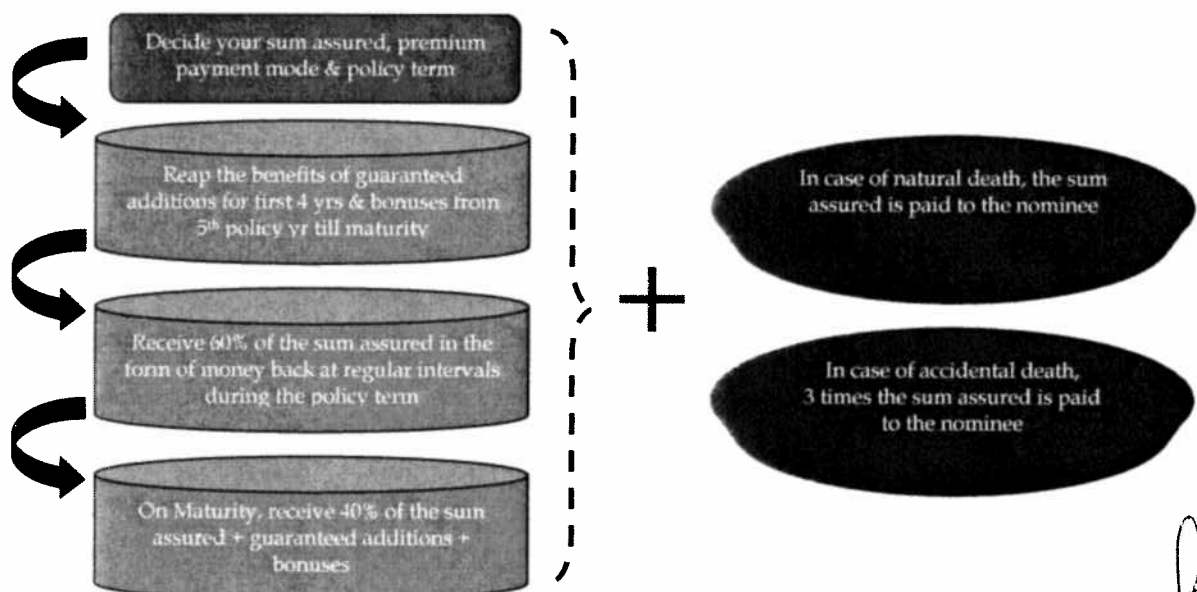 Decide your sum assured, premium
payment mode & policy term
Reap the benefits of guaranteed
additions for first 4 yrs & bonuses from
5th policy yr till maturity
Receive 60% of the sum assured in the
form of money back at regular intervals
during the policy term
On Maturity, receive 40% of the sum
assured + guaranteed additions +
bonuses
+
In case of natural death, the sum
assured is paid to the nominee
In case of accidental death,
3 times the sum assured is paid
to the nominee